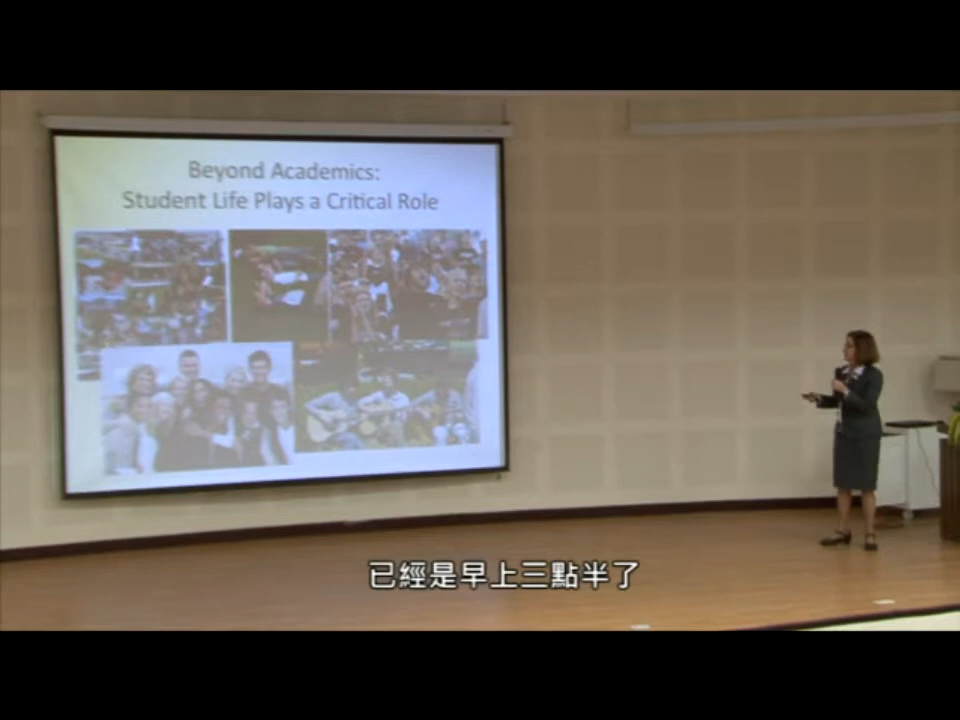 Beyond Academics:
Student Life Plays a Critical Role
已經是早上三點半了